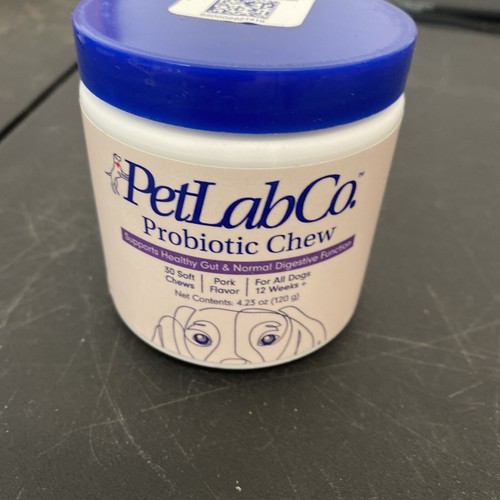 PetLabCo.™
Probiotic Chew
Supports Healthy Gut & Normal Digestive Function
30 Soft Chews | Pork Flavor | For All Dogs 12 Weeks +
Net Contents: 4.23 oz (120 g)